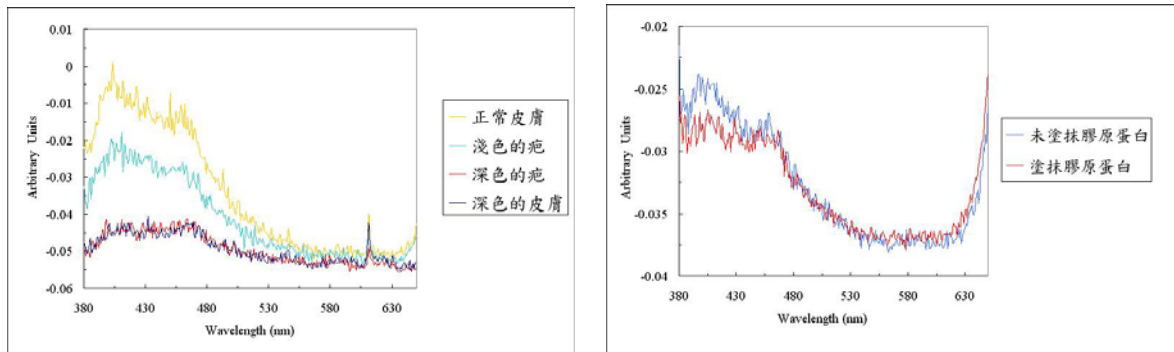 0.01
0
-0.01
-0.02
-0.03
-0.04
-0.05
-0.06
Arbitrary Units
380 430 480 530 580 630
Wavelength (nm)
正常皮膚
淺色的疤
深色的疤
深色的皮膚
-0.02
-0.025
-0.03
-0.035
-0.04
Arbitrary Units
380 430 480 530 580 630
Wavelength (nm)
未塗抹膠原蛋白
塗抹膠原蛋白